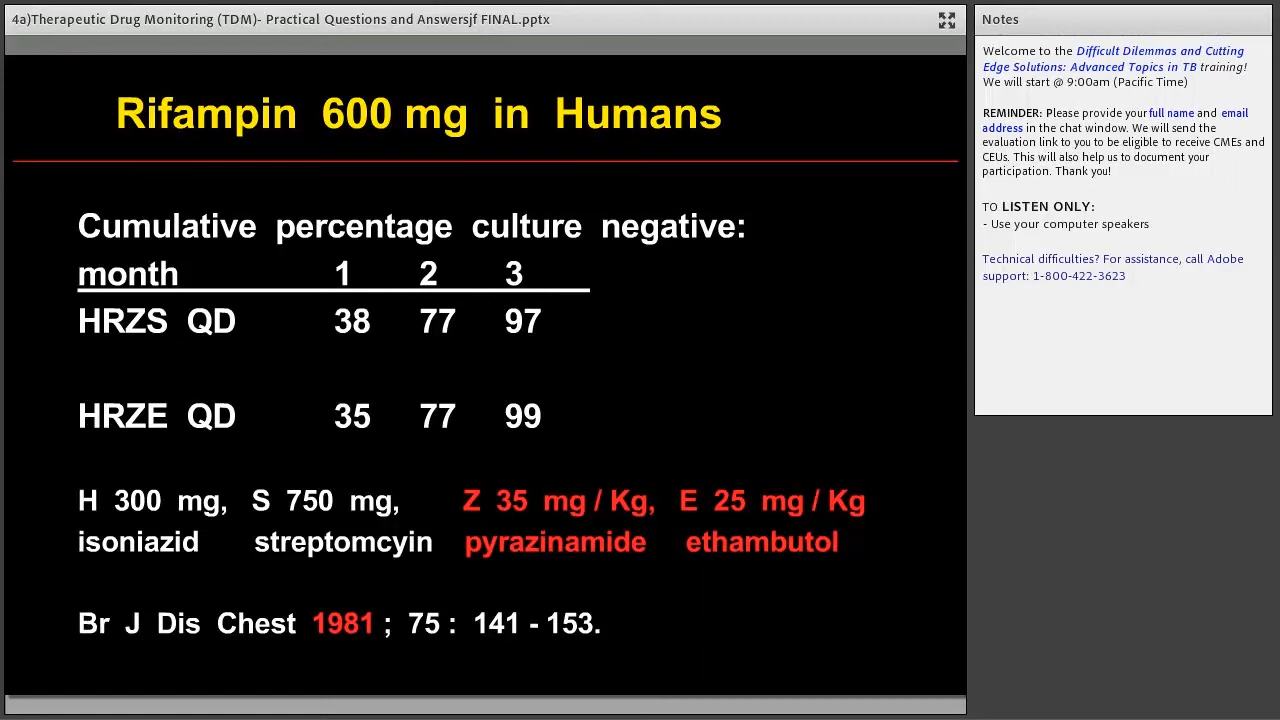 4a)Therapeutic Drug Monitoring (TDM)- Practical Questions and Answersjf FINAL.pptx
Rifampin 600 mg in Humans
Cumulative percentage culture negative:
month 1 2 3
HRZS QD 38 77 97
HRZE QD 35 77 99
H 300 mg, S 750 mg, Z 35 mg / Kg, E 25 mg / Kg
isoniazid streptomcyin pyrazinamide ethambutol
Br J Dis Chest 1981 ; 75 : 141 - 153.
Notes
Welcome to the Difficult Dilemmas and Cutting
Edge Solutions: Advanced Topics in TB training!
We will start @ 9:00am (Pacific Time)
REMINDER: Please provide your full name and email
address in the chat window. We will send the
evaluation link to you to be eligible to receive CMEs and
CEUs. This will also help us to document your
participation. Thank you!
TO LISTEN ONLY:
- Use your computer speakers
Technical difficulties? For assistance, call Adobe
support: 1-800-422-3623